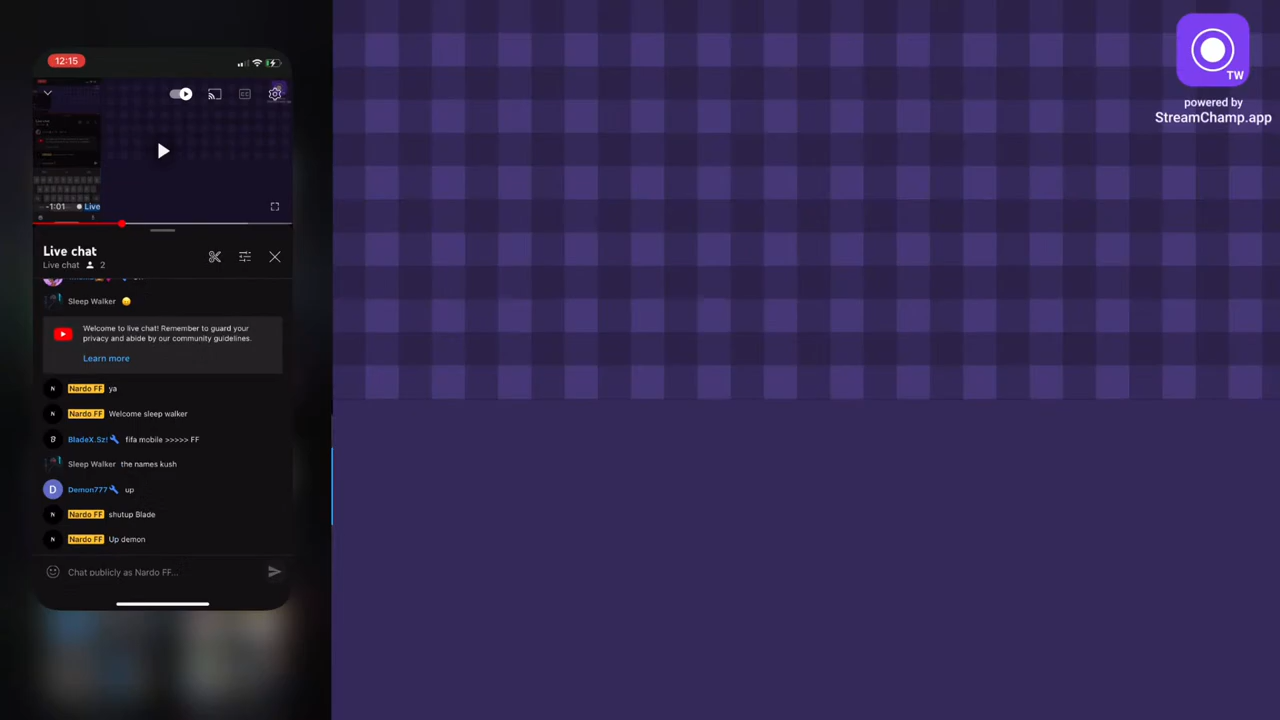 12:15
CC
-1:01 Live
Live chat
Live chat 2
Sleep Walker
Welcome to live chat! Remember to guard your
privacy and abide by our community guidelines.
Learn more
N Nardo FF ya
N Nardo FF Welcome sleep walker
B BladeX.Sz! fifa mobile >>>>> FF
Sleep Walker the names kush
D Demon777 up
N Nardo FF shutup Blade
N Nardo FF Up demon
Chat publicly as Nardo FF...
TW
powered by
StreamChamp.app